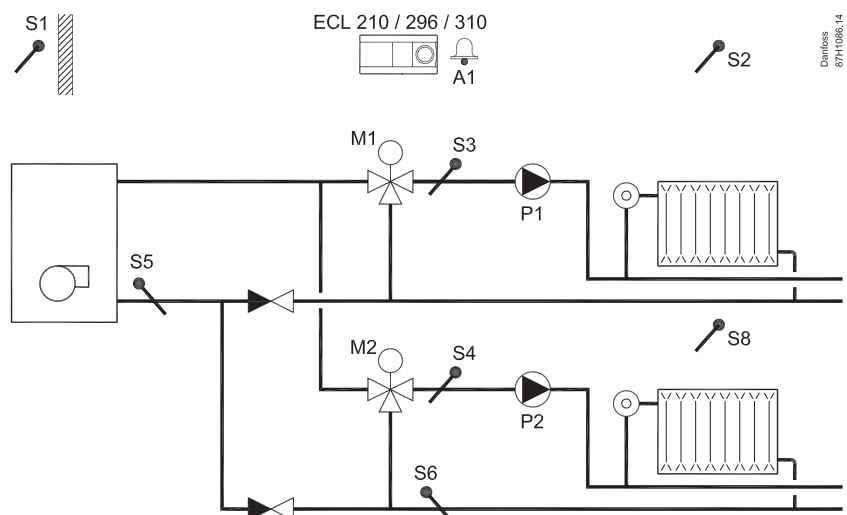 S1
ECL 210 / 296 / 310
A1
S2
Danfoss
87H1086.14
M1
S3
P1
S5
S8
M2
S4
P2
S6